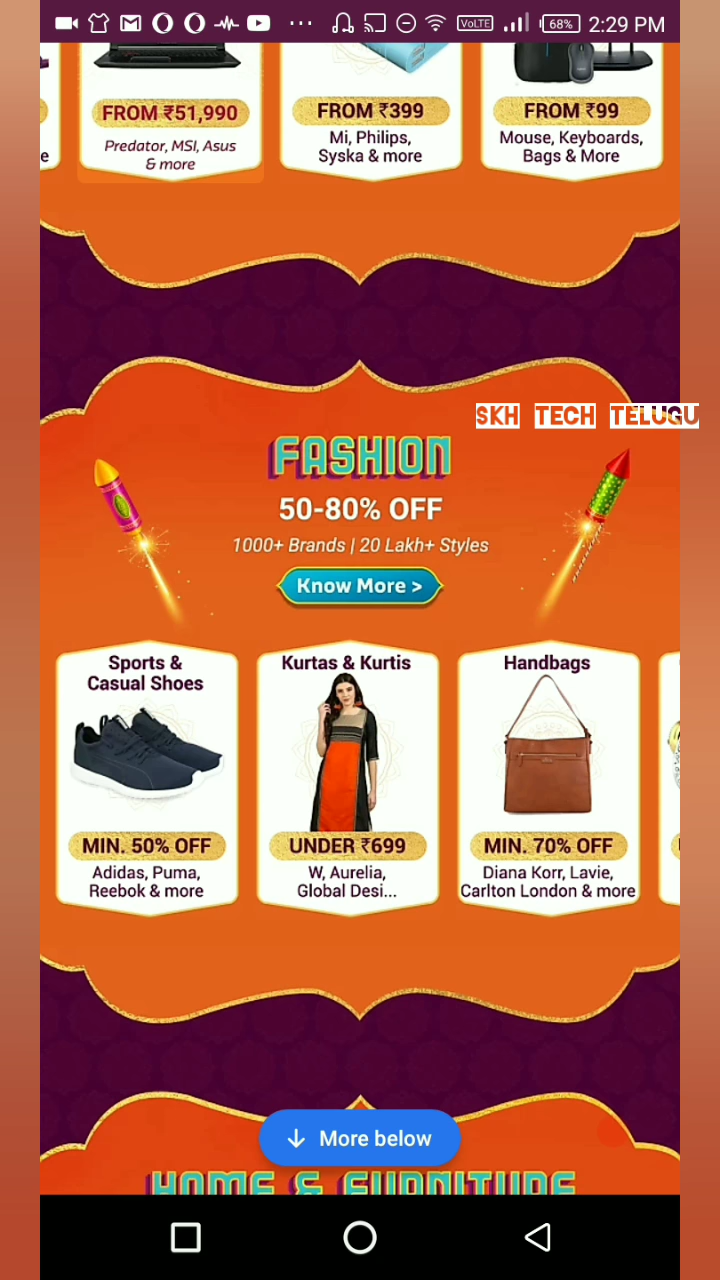 VoLTE 68% 2:29 PM
FROM ₹51,990
Predator, MSI, Asus
& more
FROM ₹399
Mi, Philips,
Syska & more
FROM ₹99
Mouse, Keyboards,
Bags & More
e
SKH TECH TELUGU
FASHION
50-80% OFF
1000+ Brands | 20 Lakh+ Styles
Know More >
Sports &
Casual Shoes
MIN. 50% OFF
Adidas, Puma,
Reebok & more
Kurtas & Kurtis
UNDER ₹699
W, Aurelia,
Global Desi...
Handbags
MIN. 70% OFF
Diana Korr, Lavie,
Carlton London & more
More below
HOME & FURNITURE